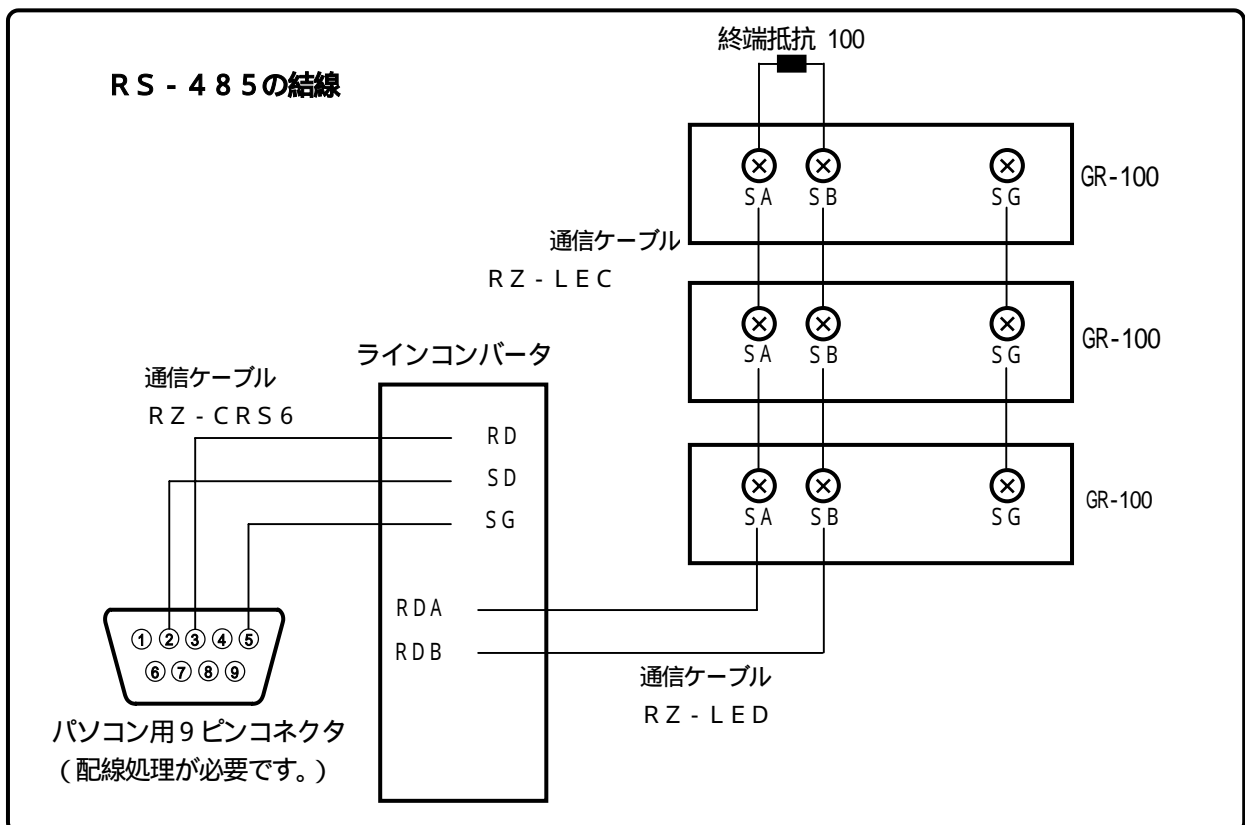 終端抵抗 100
RS-485の結線
GR-100
SA SB SG
通信ケーブル
RZ-LEC
GR-100
SA SB SG
ラインコンバータ
通信ケーブル
RZ-CRS6
RD
SD
SG
GR-100
SA SB SG
RDA
RDB
①②③④⑤
⑥⑦⑧⑨
通信ケーブル
RZ-LED
パソコン用9ピンコネクタ
(配線処理が必要です。)